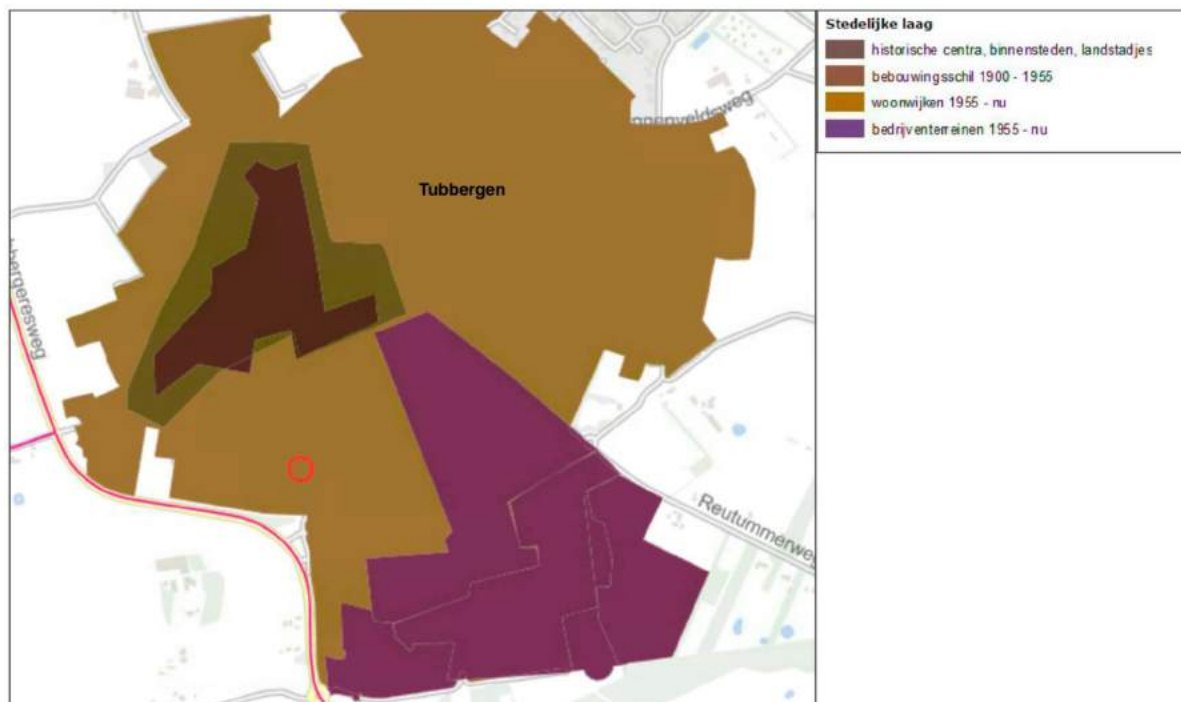 Stedelijke laag
historische centra, binnensteden, landstadjes
bebouwingsschil 1900 - 1955
woonwijken 1955 - nu
bedrijventerreinen 1955 - nu
Tubbergen
Reutummerweg